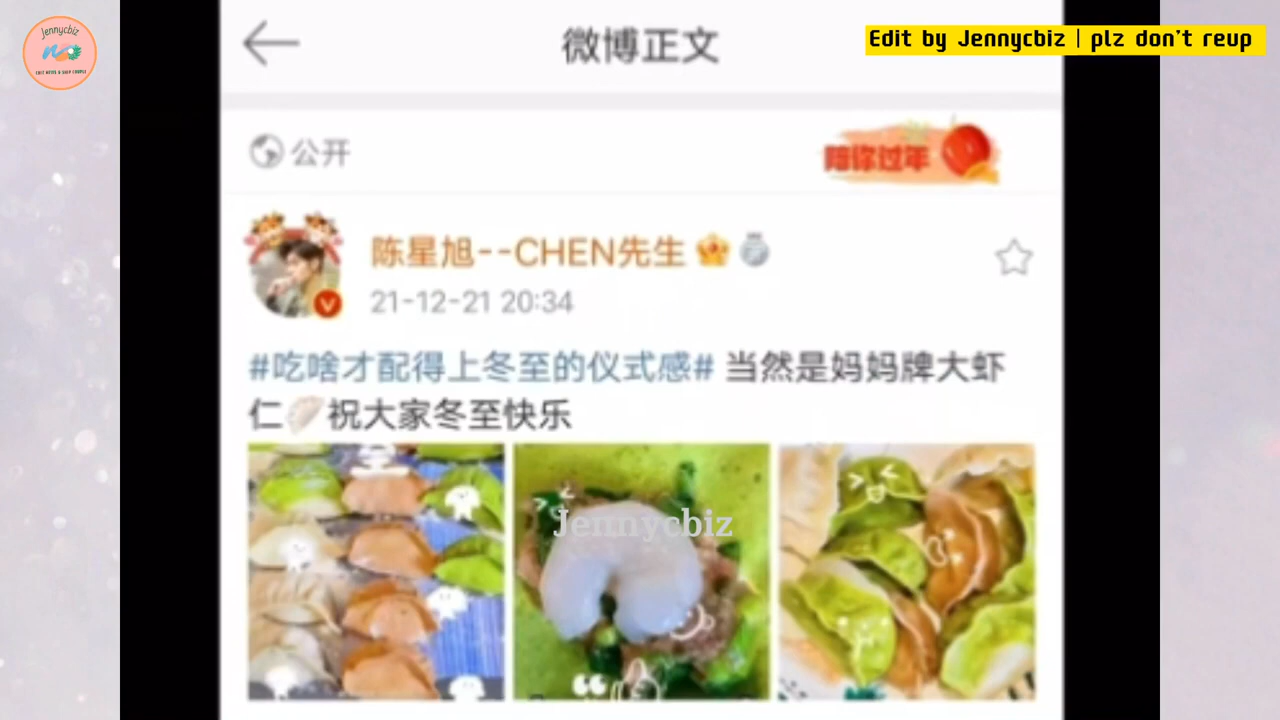 Jennycbiz
Edit by Jennycbiz | plz don't reup
微博正文
公开
陪你过年
陈星旭--CHEN先生
21-12-21 20:34
#吃啥才配得上冬至的仪式感# 当然是妈妈牌大虾
仁🥟祝大家冬至快乐
Jennycbiz